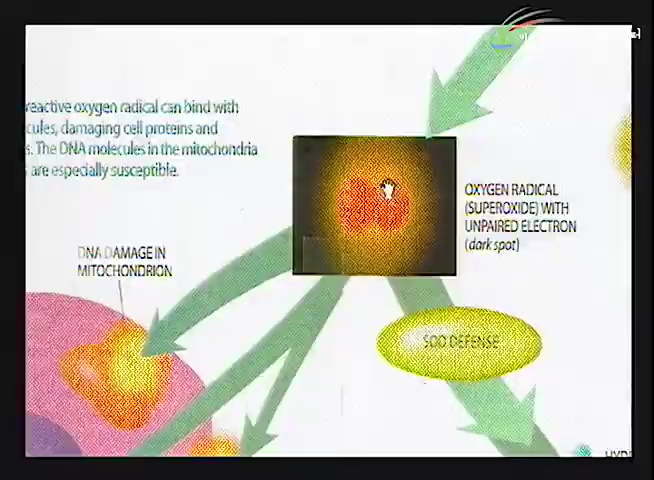 reactive oxygen radical can bind with
cules, damaging cell proteins and
s. The DNA molecules in the mitochondria
are especially susceptible.
OXYGEN RADICAL
(SUPEROXIDE) WITH
UNPAIRED ELECTRON
(dark spot)
DNA DAMAGE IN
MITOCHONDRION
SOD DEFENSE
HYD